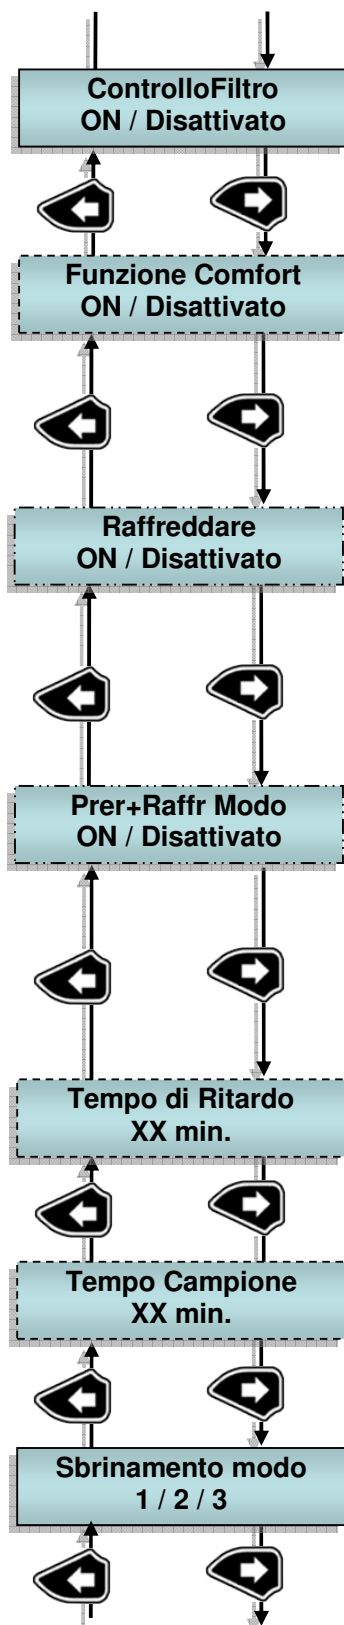 ControlloFiltro
ON / Disattivato
Funzione Comfort
ON / Disattivato
Raffreddare
ON / Disattivato
Prer+Raffr Modo
ON / Disattivato
Tempo di Ritardo
XX min.
Tempo Campione
XX min.
Sbrinamento modo
1 / 2 / 3